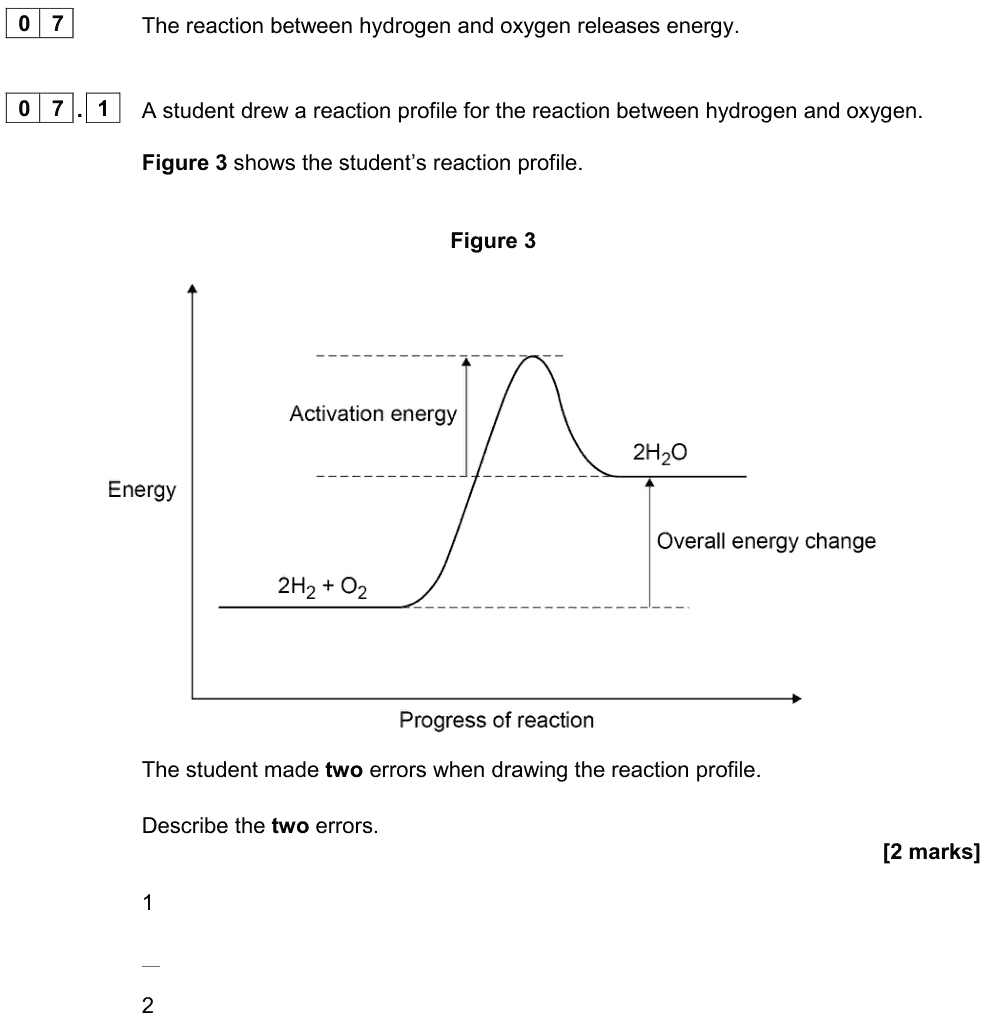 0 7 The reaction between hydrogen and oxygen releases energy.
0 7 . 1 A student drew a reaction profile for the reaction between hydrogen and oxygen.
Figure 3 shows the student’s reaction profile.
Figure 3
Activation energy
2H₂O
Energy
Overall energy change
2H₂ + O₂
Progress of reaction
The student made two errors when drawing the reaction profile.
Describe the two errors.
[2 marks]
1
2